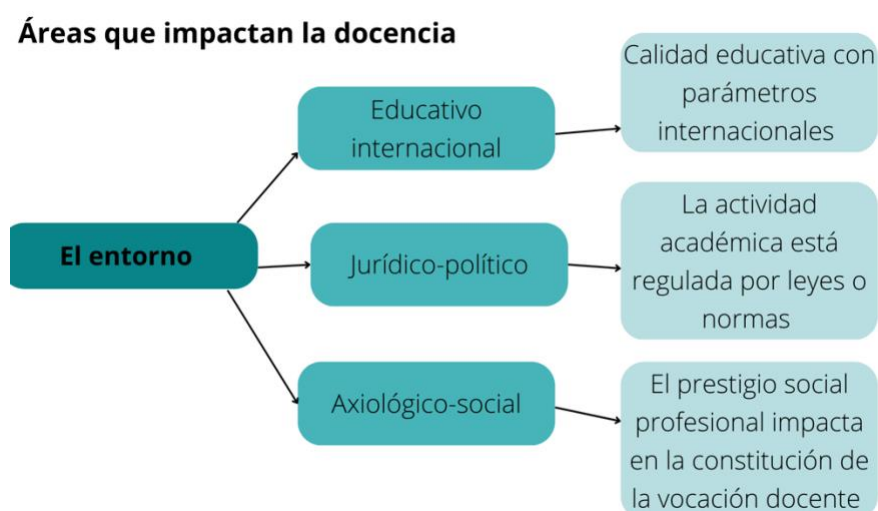 Áreas que impactan la docencia
Calidad educativa con
parámetros
internacionales
Educativo
internacional
El entorno
Jurídico-político
La actividad
académica está
regulada por leyes o
normas
Axiológico-social
El prestigio social
profesional impacta
en la constitución de
la vocación docente